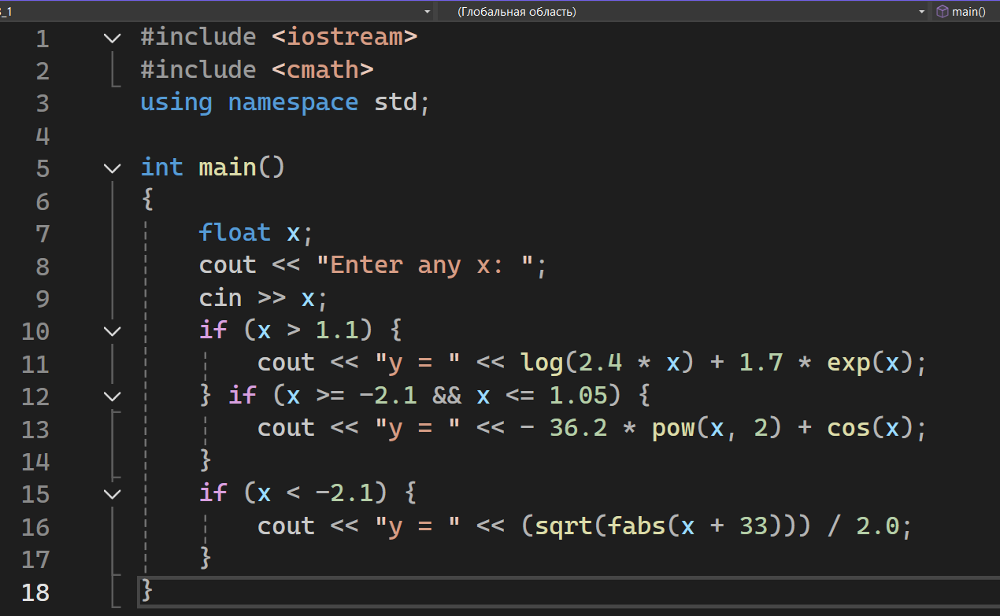 _1 (Глобальная область) main()
1 #include <iostream>
2 #include <cmath>
3 using namespace std;
4
5 int main()
6 {
7 float x;
8 cout << "Enter any x: ";
9 cin >> x;
10 if (x > 1.1) {
11 cout << "y = " << log(2.4 * x) + 1.7 * exp(x);
12 } if (x >= -2.1 && x <= 1.05) {
13 cout << "y = " << - 36.2 * pow(x, 2) + cos(x);
14 }
15 if (x < -2.1) {
16 cout << "y = " << (sqrt(fabs(x + 33))) / 2.0;
17 }
18 }